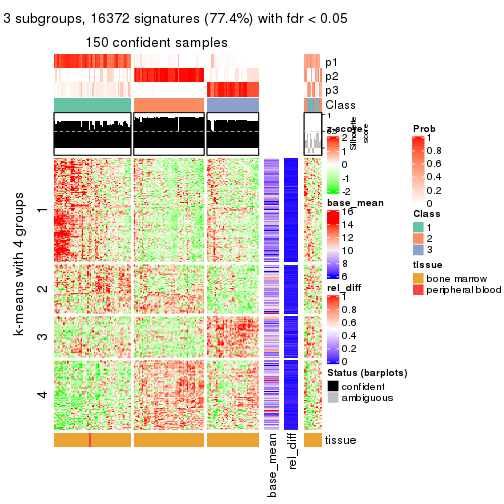 3 subgroups, 16372 signatures (77.4%) with fdr < 0.05
150 confident samples
p1
p2
p3
Class
1
0.5
0
Silhouette
score
k-means with 4 groups
1
2
3
4
base_mean
rel_diff
tissue
z-score
2
1
0
-1
-2
base_mean
16
14
12
10
8
6
rel_diff
1
0.8
0.6
0.4
0.2
0
Status (barplots)
confident
ambiguous
Prob
1
0.8
0.6
0.4
0.2
0
Class
1
2
3
tissue
bone marrow
peripheral blood